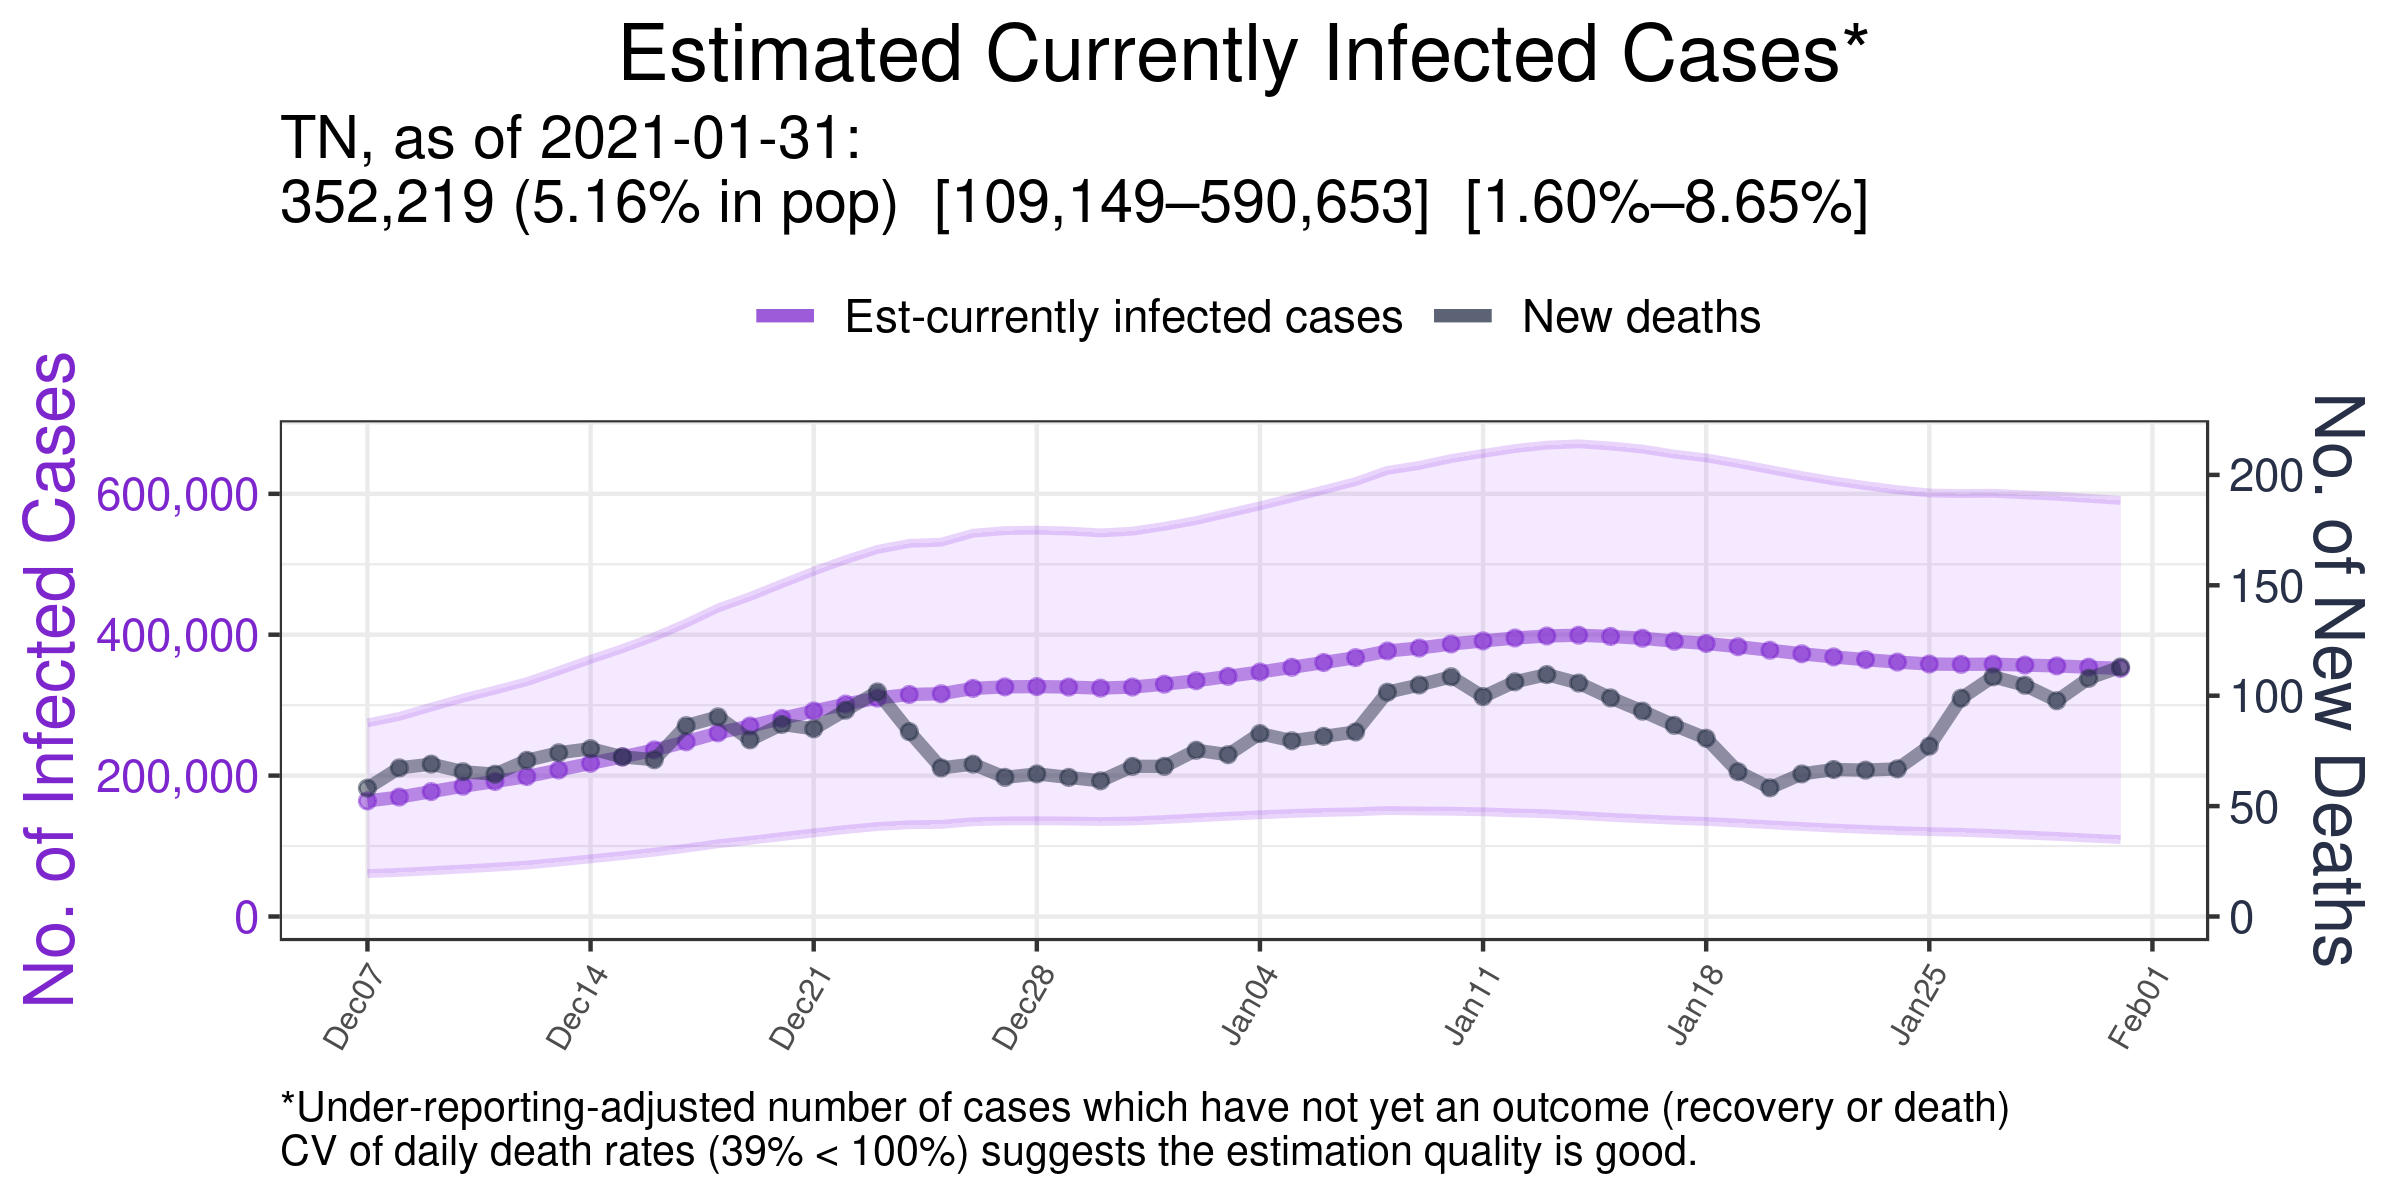 Estimated Currently Infected Cases*
TN, as of 2021-01-31:
352,219 (5.16% in pop)  [109,149–590,653]  [1.60%–8.65%]
Est-currently infected cases
New deaths
No. of Infected Cases
600,000
400,000
200,000
0
200
150
100
50
0
No. of New Deaths
Dec07
Dec14
Dec21
Dec28
Jan04
Jan11
Jan18
Jan25
Feb01
*Under-reporting-adjusted number of cases which have not yet an outcome (recovery or death)
CV of daily death rates (39% < 100%) suggests the estimation quality is good.